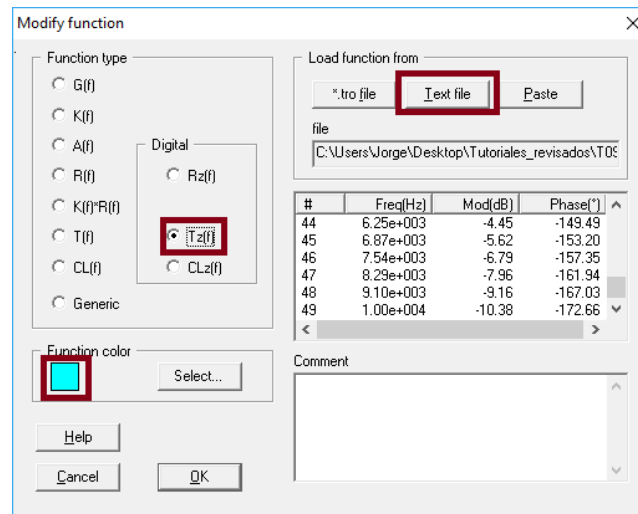 Modify function
Function type
G(f)
K(f)
A(f)
R(f)
K(f)*R(f)
T(f)
CL(f)
Generic
Digital
Rz(f)
Tz(f)
CLz(f)
Function color
Select...
Help
Cancel
OK
Load function from
*.tro file
Text file
Paste
file
C:\Users\Jorge\Desktop\Tutoriales_revisados\T09
# Freq(Hz) Mod(dB) Phase(°)
44 6.25e+003 -4.45 -149.49
45 6.87e+003 -5.62 -153.20
46 7.54e+003 -6.79 -157.35
47 8.29e+003 -7.96 -161.94
48 9.10e+003 -9.16 -167.03
49 1.00e+004 -10.38 -172.66
Comment